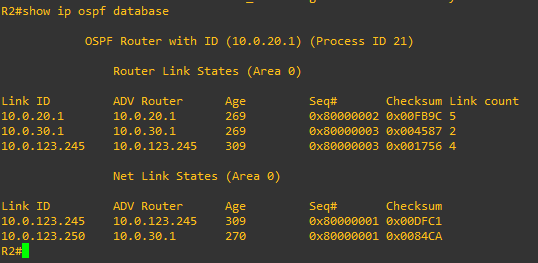 R2#show ip ospf database
OSPF Router with ID (10.0.20.1) (Process ID 21)
Router Link States (Area 0)
Link ID ADV Router Age Seq# Checksum Link count
10.0.20.1 10.0.20.1 269 0x80000002 0x00FB9C 5
10.0.30.1 10.0.30.1 269 0x80000003 0x004587 2
10.0.123.245 10.0.123.245 309 0x80000003 0x001756 4
Net Link States (Area 0)
Link ID ADV Router Age Seq# Checksum
10.0.123.245 10.0.123.245 309 0x80000001 0x00DFC1
10.0.123.250 10.0.30.1 270 0x80000001 0x0084CA
R2#